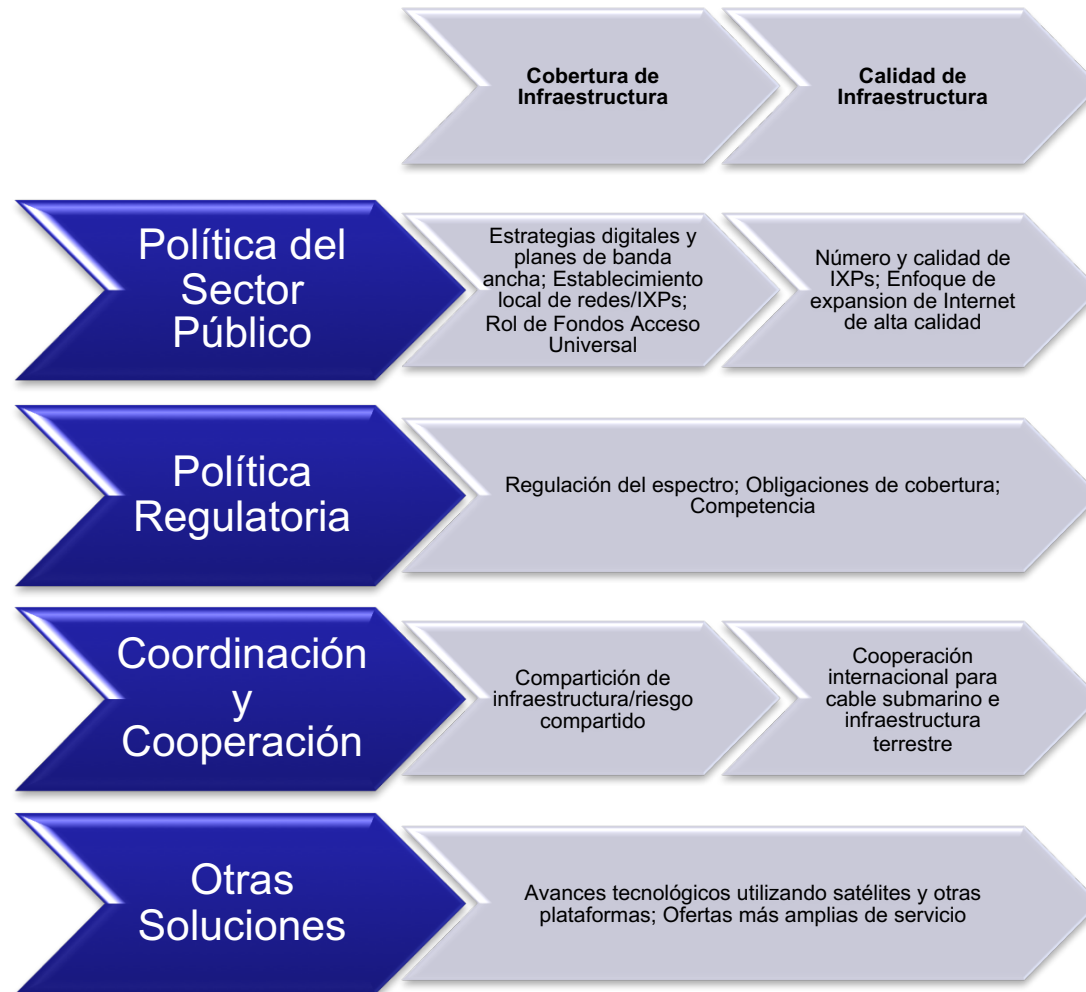 Cobertura de
Infraestructura
Calidad de
Infraestructura
Política del
Sector
Público
Estrategias digitales y
planes de banda
ancha; Establecimiento
local de redes/IXPs;
Rol de Fondos Acceso
Universal
Número y calidad de
IXPs; Enfoque de
expansion de Internet
de alta calidad
Política
Regulatoria
Regulación del espectro; Obligaciones de cobertura;
Competencia
Coordinación
y
Cooperación
Compartición de
infraestructura/riesgo
compartido
Cooperación
internacional para
cable submarino e
infraestructura
terrestre
Otras
Soluciones
Avances tecnológicos utilizando satélites y otras
plataformas; Ofertas más amplias de servicio